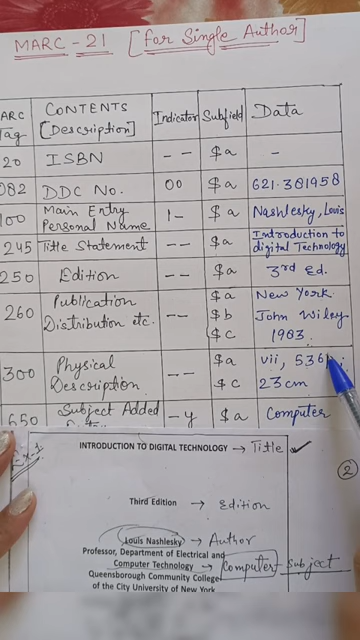 MARC - 21 [for Single Author]
MARC Tag CONTENTS [Description] Indicator Subfield Data
20 ISBN -- $a -
082 DDC No. 00 $a 621.381958
100 Main Entry Personal Name 1- $a Nashlesky, Louis
245 Title Statement -- $a Introduction to digital Technology
250 Edition -- $a 3rd Ed.
260 Publication Distribution etc. -- $a New York
$b John Wiley
$c 1983
300 Physical Description -- $a vii, 536
$c 23cm
650 Subject Added -y $a Computer
INTRODUCTION TO DIGITAL TECHNOLOGY → Title ✓
2
Third Edition → Edition
Louis Nashlesky → Author
Professor, Department of Electrical and
Computer Technology → Computer - Subject
Queensborough Community College
of the City University of New York